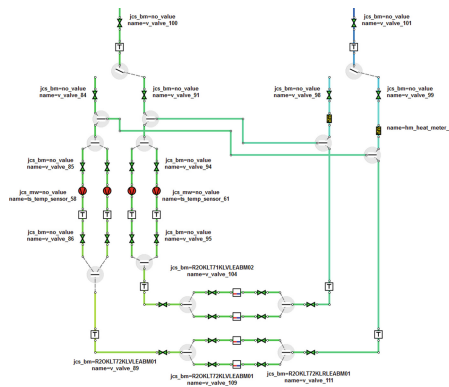 jcs_bm=no_value
name=v_valve_100
jcs_bm=no_value
name=v_valve_101
T
T
jcs_bm=no_value
name=v_valve_84
jcs_bm=no_value
name=v_valve_91
jcs_bm=no_value
name=v_valve_98
jcs_bm=no_value
name=v_valve_99
name=hm_heat_meter_
jcs_bm=no_value
name=v_valve_85
jcs_bm=no_value
name=v_valve_94
jcs_mw=no_value
name=ts_temp_sensor_58
jcs_mw=no_value
name=ts_temp_sensor_61
T
T
T
T
jcs_bm=no_value
name=v_valve_86
jcs_bm=no_value
name=v_valve_95
jcs_bm=R2OKLT71KLVLEABM02
name=v_valve_104
T
T
T
T
jcs_bm=R2OKLT72KLVLEABM01
name=v_valve_89
jcs_bm=R2OKLT72KLVLEABM01
name=v_valve_109
jcs_bm=R2OKLT72KLRLEABM01
name=v_valve_111